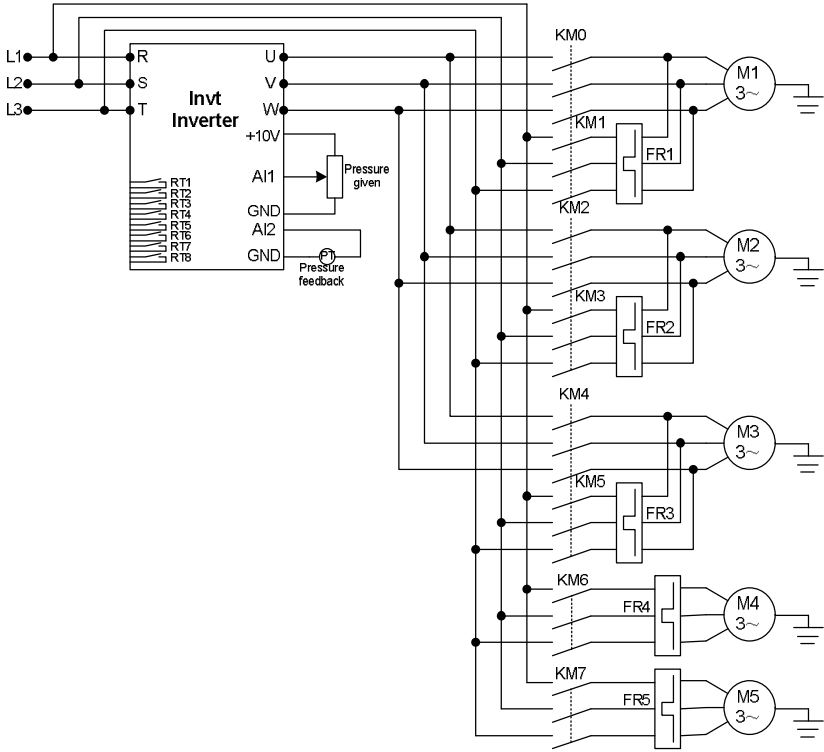 L1
R
U
L2
S
V
L3
T
W
Invt
Inverter
+10V
AI1
Pressure
given
GND
AI2
GND
PT
Pressure
feedback
RT1
RT2
RT3
RT4
RT5
RT6
RT7
RT8
KM0
M1
3~
KM1
FR1
KM2
M2
3~
KM3
FR2
KM4
M3
3~
KM5
FR3
KM6
FR4
M4
3~
KM7
FR5
M5
3~